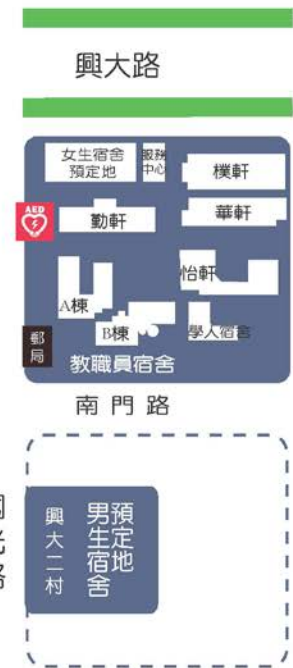 興大路
女生宿舍
預定地
服務
中心
樸軒
AED
勤軒
華軒
怡軒
A棟
B棟
學人宿舍
郵局
教職員宿舍
南門路
預定地
男生宿舍
興大二村